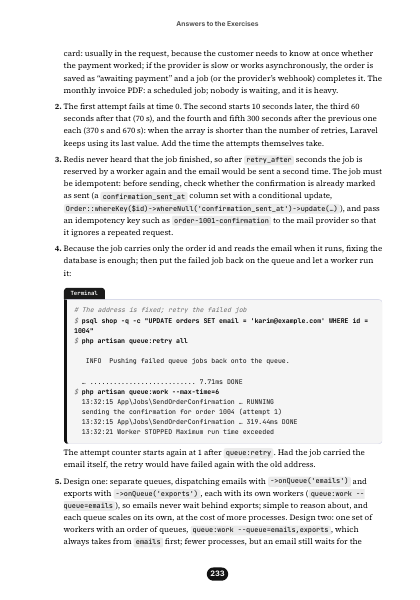 Answers to the Exercises
card: usually in the request, because the customer needs to know at once whether
the payment worked; if the provider is slow or works asynchronously, the order is
saved as “awaiting payment” and a job (or the provider’s webhook) completes it. The
monthly invoice PDF: a scheduled job; nobody is waiting, and it is heavy.
2. The first attempt fails at time 0. The second starts 10 seconds later, the third 60
seconds after that (70 s), and the fourth and fifth 300 seconds after the previous one
each (370 s and 670 s): when the array is shorter than the number of retries, Laravel
keeps using its last value. Add the time the attempts themselves take.
3. Redis never heard that the job finished, so after retry_after seconds the job is
reserved by a worker again and the email would be sent a second time. The job must
be idempotent: before sending, check whether the confirmation is already marked
as sent (a confirmation_sent_at column set with a conditional update,
Order::whereKey($id)->whereNull('confirmation_sent_at')->update(…)), and pass
an idempotency key such as order-1001-confirmation to the mail provider so that
it ignores a repeated request.
4. Because the job carries only the order id and reads the email when it runs, fixing the
database is enough; then put the failed job back on the queue and let a worker run
it:
Terminal
# The address is fixed; retry the failed job
$ psql shop -q -c "UPDATE orders SET email = 'karim@example.com' WHERE id =
1004"
$ php artisan queue:retry all
INFO Pushing failed queue jobs back onto the queue.
… .......................... 7.71ms DONE
$ php artisan queue:work --max-time=6
13:32:15 App\Jobs\SendOrderConfirmation … RUNNING
sending the confirmation for order 1004 (attempt 1)
13:32:15 App\Jobs\SendOrderConfirmation … 319.44ms DONE
13:32:21 Worker STOPPED Maximum run time exceeded
The attempt counter starts again at 1 after queue:retry. Had the job carried the
email itself, the retry would have failed again with the old address.
5. Design one: separate queues, dispatching emails with ->onQueue('emails') and
exports with ->onQueue('exports'), each with its own workers (queue:work --
queue=emails), so emails never wait behind exports; simple to reason about, and
each queue scales on its own, at the cost of more processes. Design two: one set of
workers with an order of queues, queue:work --queue=emails,exports, which
always takes from emails first; fewer processes, but an email still waits for the
233